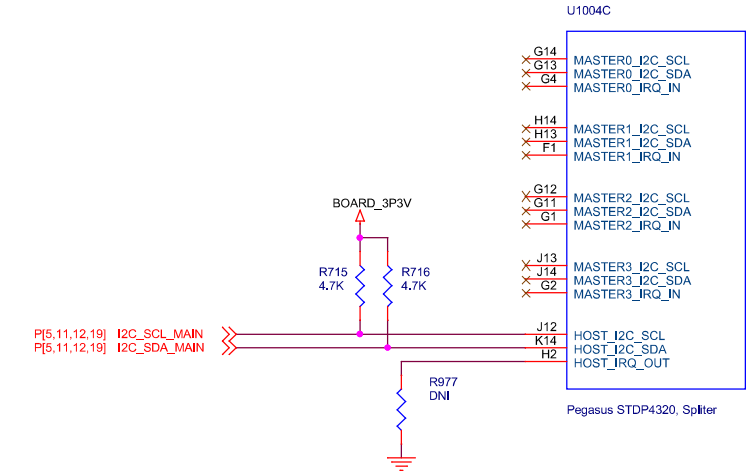 U1004C
G14 MASTER0_I2C_SCL
G13 MASTER0_I2C_SDA
G4 MASTER0_IRQ_IN
H14 MASTER1_I2C_SCL
H13 MASTER1_I2C_SDA
F1 MASTER1_IRQ_IN
G12 MASTER2_I2C_SCL
G11 MASTER2_I2C_SDA
G1 MASTER2_IRQ_IN
BOARD_3P3V
J13 MASTER3_I2C_SCL
J14 MASTER3_I2C_SDA
G2 MASTER3_IRQ_IN
R715 R716
4.7K 4.7K
P[5,11,12,19] I2C_SCL_MAIN J12 HOST_I2C_SCL
P[5,11,12,19] I2C_SDA_MAIN K14 HOST_I2C_SDA
H2 HOST_IRQ_OUT
R977
DNI
Pegasus STDP4320, Spliter